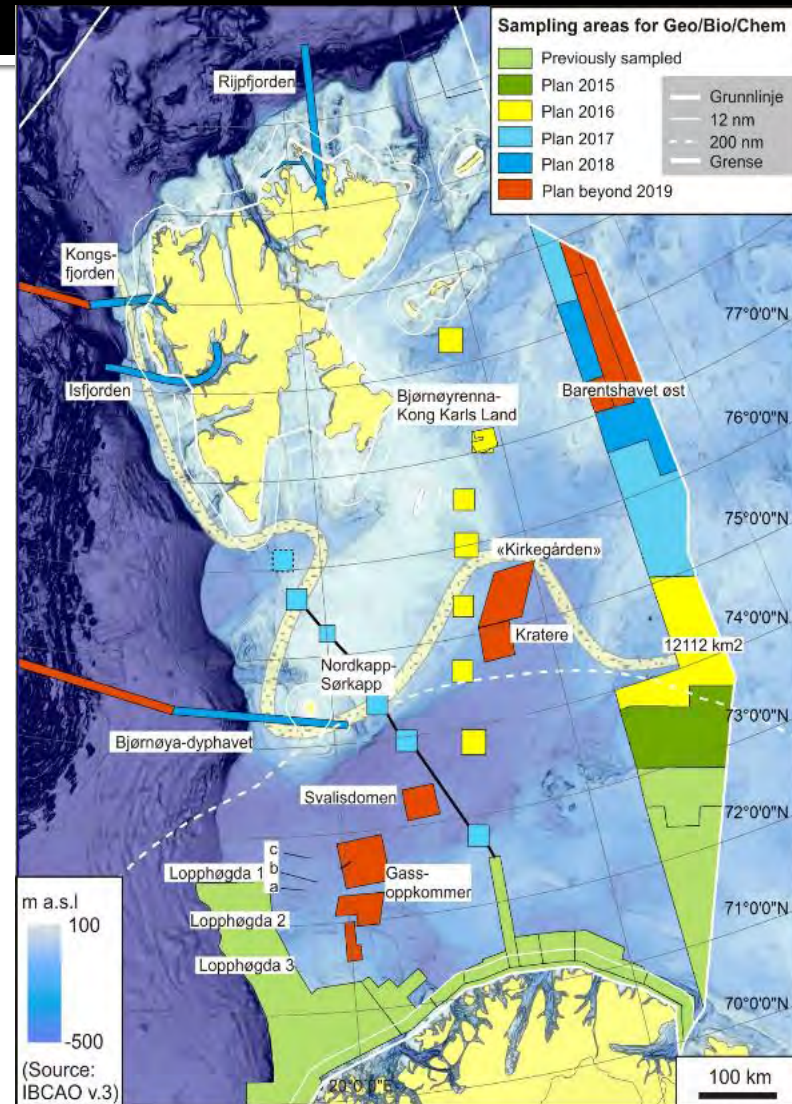 Sampling areas for Geo/Bio/Chem
Previously sampled
Plan 2015
Plan 2016
Plan 2017
Plan 2018
Plan beyond 2019
Grunnlinje
12 nm
200 nm
Grense
Rijpfjorden
Kongs-
fjorden
Isfjorden
Bjørnøyrenna-
Kong Karls Land
Barentshavet øst
77°0'0"N
76°0'0"N
75°0'0"N
«Kirkegården»
74°0'0"N
Kratere
12112 km2
Nordkapp-
Sørkapp
73°0'0"N
Bjørnøya-dyphavet
Svalisdomen
72°0'0"N
c
b
a
Lopphøgda 1
Gass-
oppkommer
Lopphøgda 2
71°0'0"N
Lopphøgda 3
70°0'0"N
m a.s.l
100
-500
(Source:
IBCAO v.3)
20°0'0"E
100 km